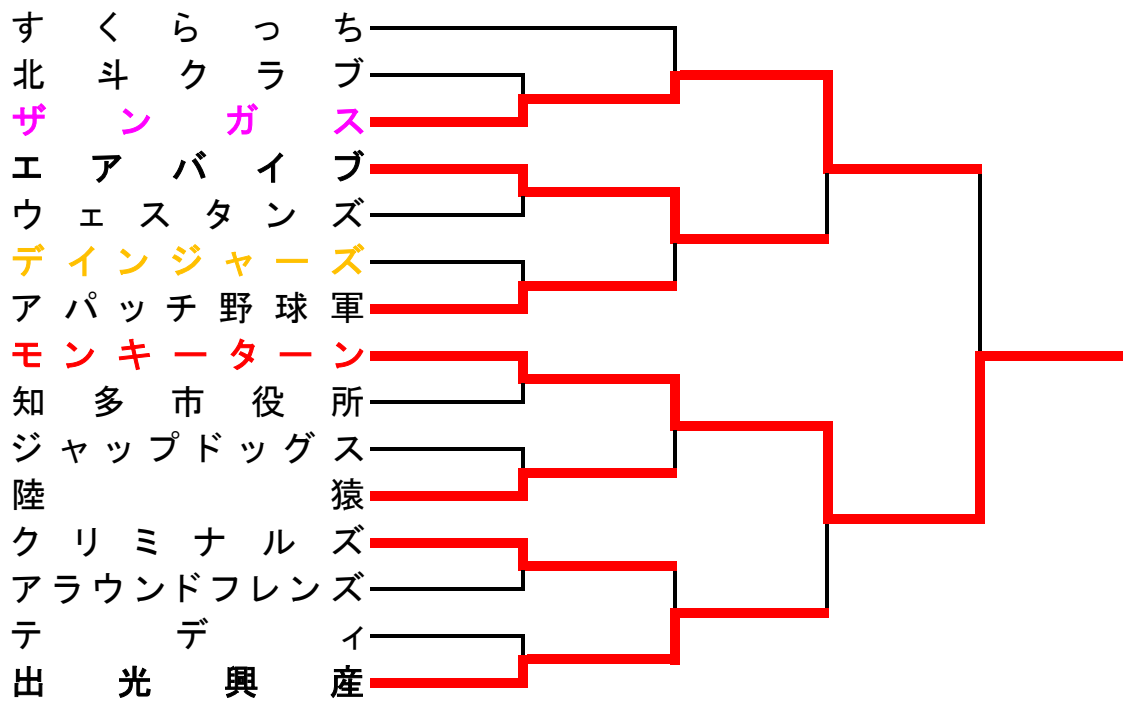 すくらっち
北斗クラブ
ザンガス
エアバイブ
ウェスタンズ
デインジャーズ
アパッチ野球軍
モンキーターン
知多市役所
ジャップドッグス
陸猿
クリミナルズ
アラウンドフレンズ
テディ
出光興産